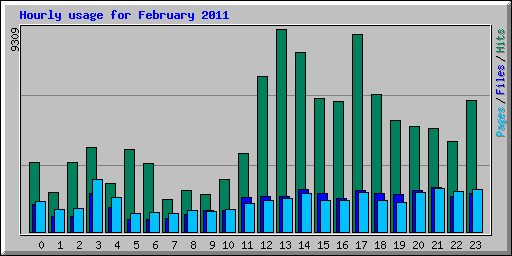 Hourly usage for February 2011
9309
Pages / Files / Hits
0 1 2 3 4 5 6 7 8 9 10 11 12 13 14 15 16 17 18 19 20 21 22 23